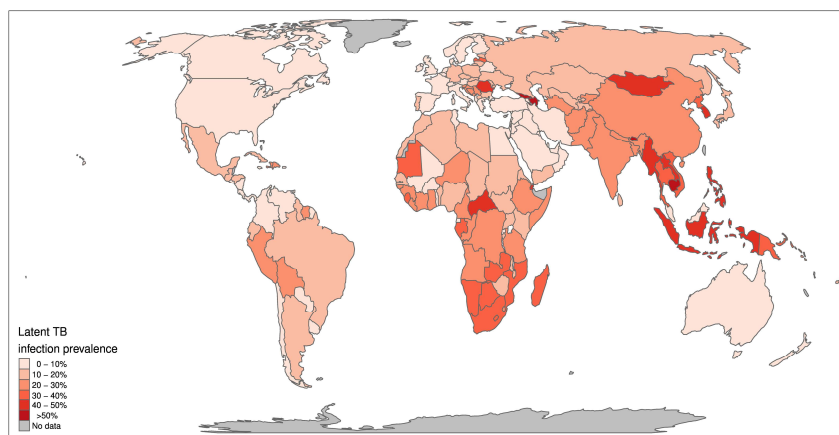 Latent TB
infection prevalence
0 – 10%
10 – 20%
20 – 30%
30 – 40%
40 – 50%
>50%
No data